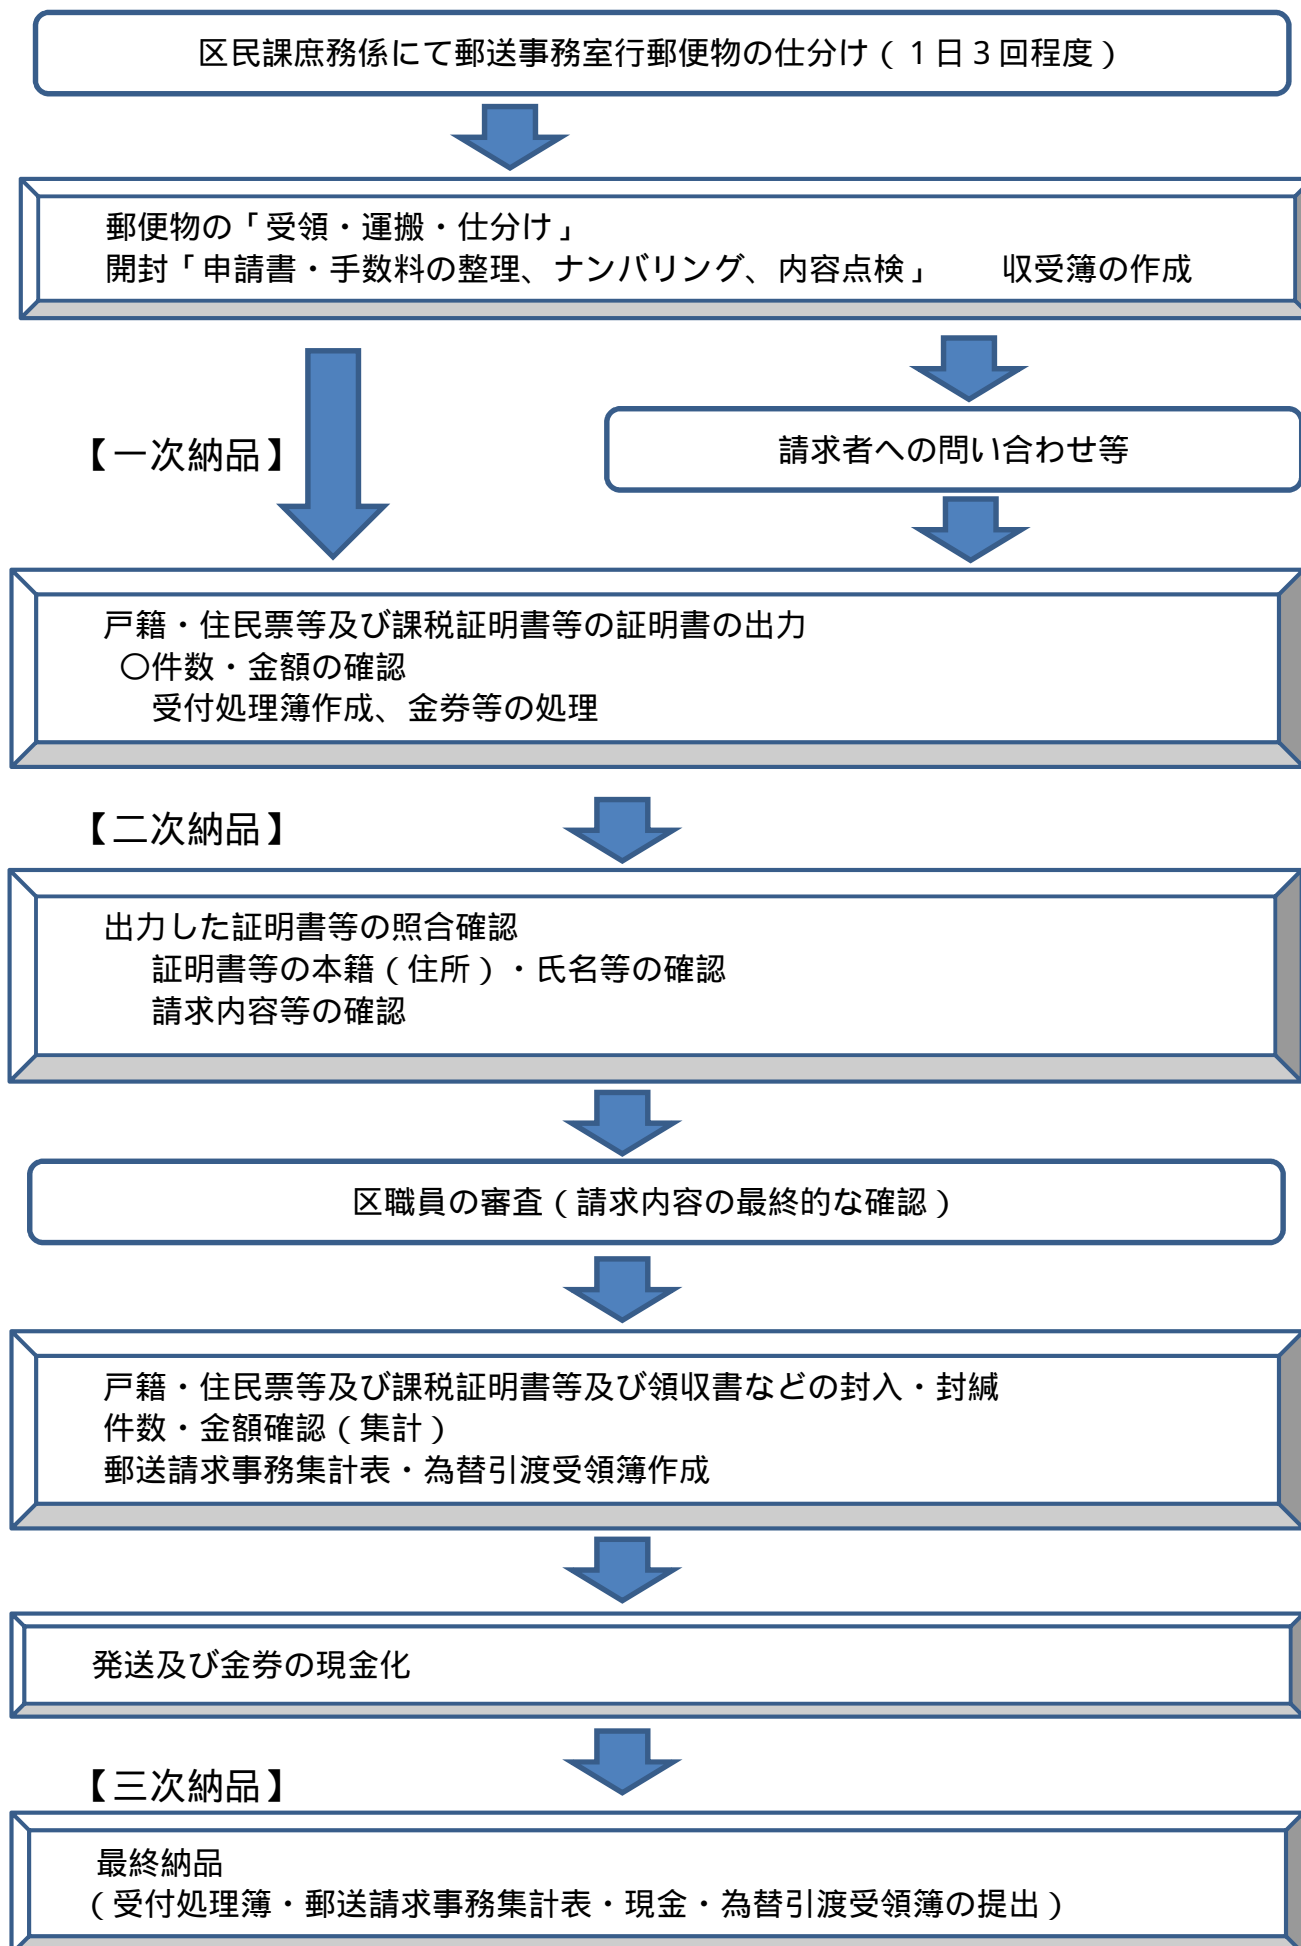 区民課庶務係にて郵送事務室行郵便物の仕分け（１日３回程度）
郵便物の「受領・運搬・仕分け」
開封「申請書・手数料の整理、ナンバリング、内容点検」　　収受簿の作成
【一次納品】
請求者への問い合わせ等
戸籍・住民票等及び課税証明書等の証明書の出力
〇件数・金額の確認
受付処理簿作成、金券等の処理
【二次納品】
出力した証明書等の照合確認
証明書等の本籍（住所）・氏名等の確認
請求内容等の確認
区職員の審査（請求内容の最終的な確認）
戸籍・住民票等及び課税証明書等及び領収書などの封入・封緘
件数・金額確認（集計）
郵送請求事務集計表・為替引渡受領簿作成
発送及び金券の現金化
【三次納品】
最終納品
（受付処理簿・郵送請求事務集計表・現金・為替引渡受領簿の提出）